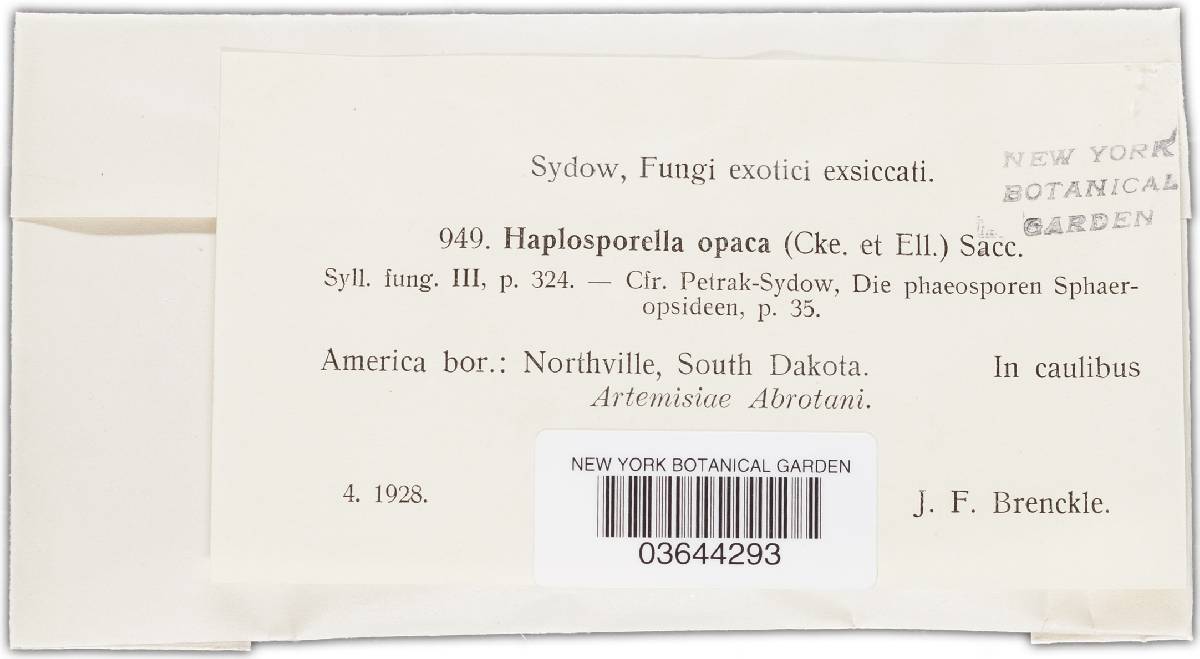 Sydow, Fungi exotici exsiccati.
NEW YORK
BOTANICAL
GARDEN
949. Haplosporella opaca (Cke. et Ell.) Sacc.
Syll. fung. III, p. 324. — Cfr. Petrak-Sydow, Die phaeosporen Sphaer-
opsideen, p. 35.
America bor.: Northville, South Dakota. In caulibus
Artemisiae Abrotani.
4. 1928.
J. F. Brenckle.
NEW YORK BOTANICAL GARDEN
03644293